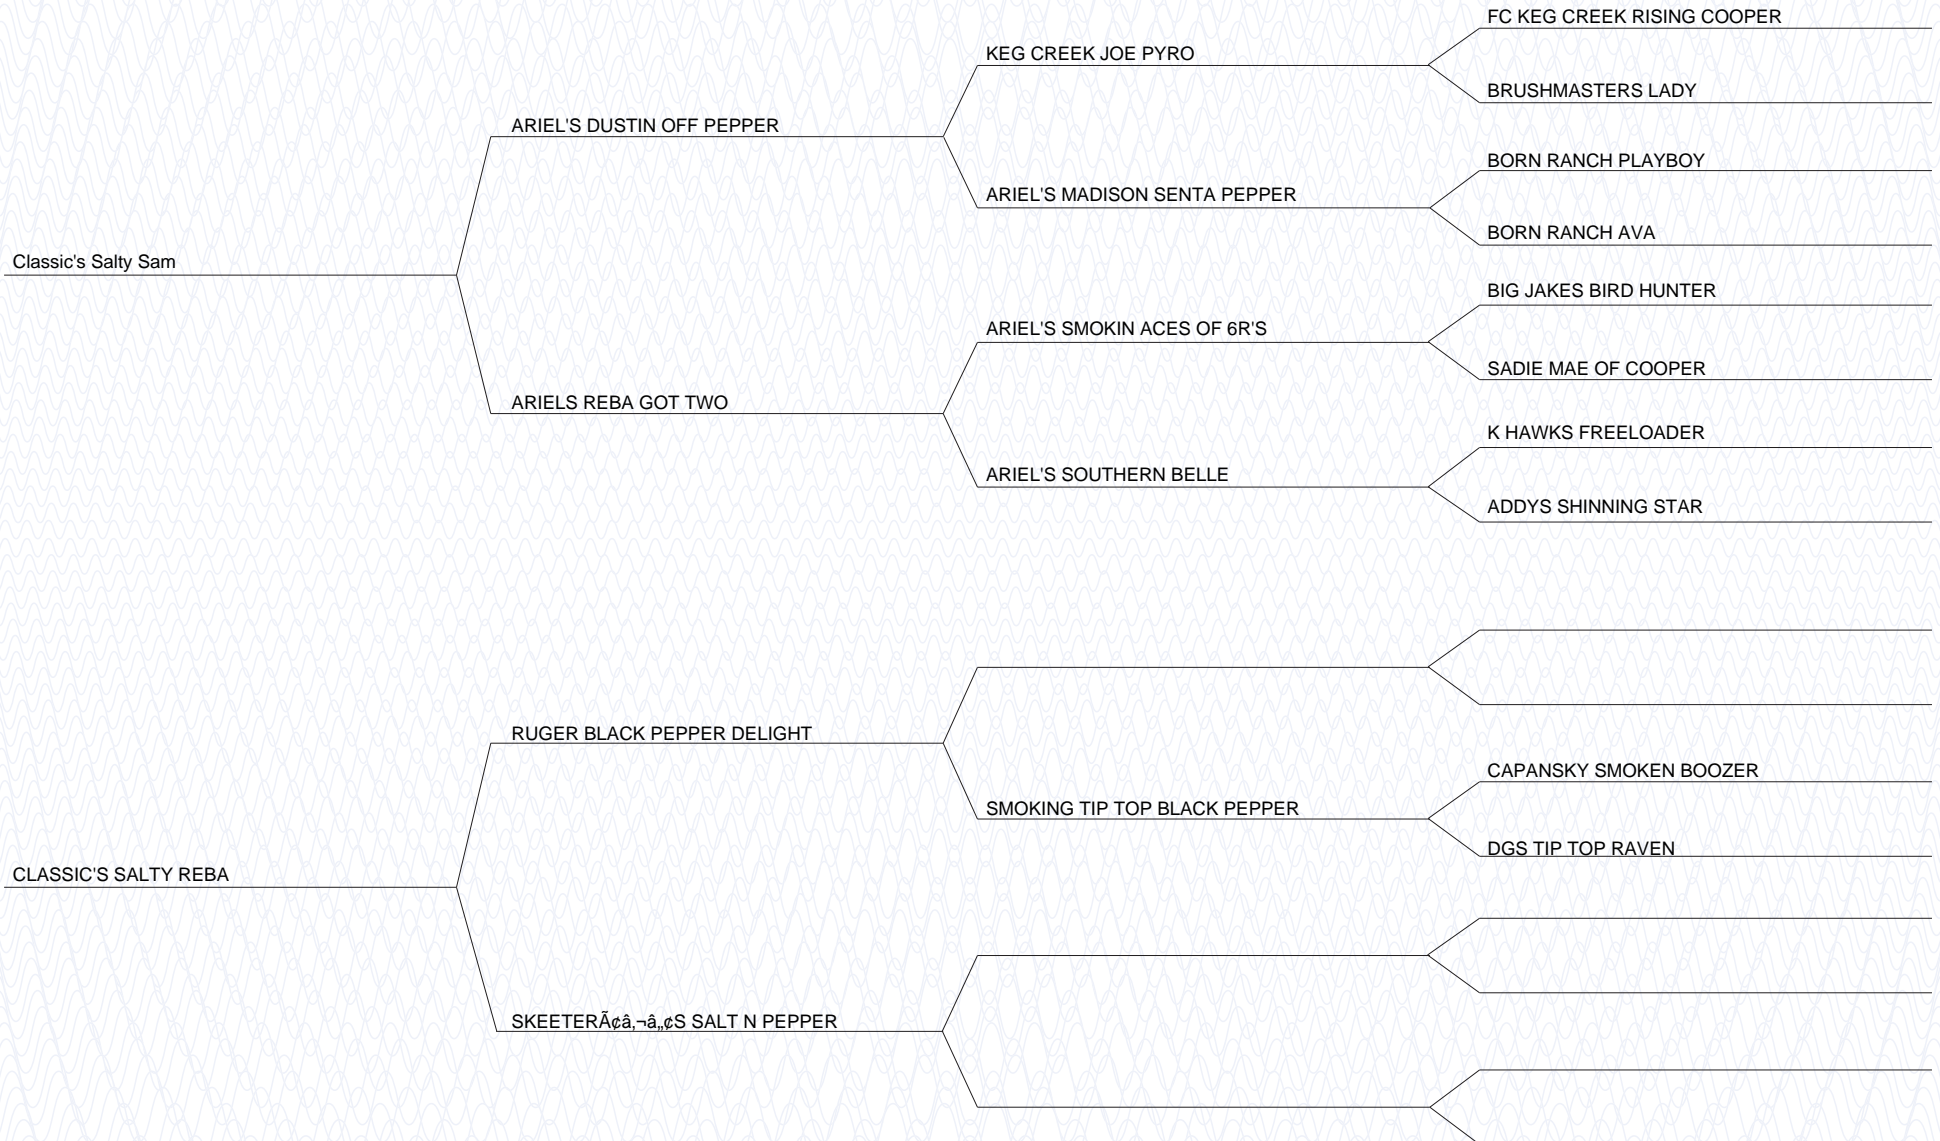 FC KEG CREEK RISING COOPER
KEG CREEK JOE PYRO
BRUSHMASTERS LADY
ARIEL'S DUSTIN OFF PEPPER
BORN RANCH PLAYBOY
ARIEL'S MADISON SENTA PEPPER
BORN RANCH AVA
Classic's Salty Sam
BIG JAKES BIRD HUNTER
ARIEL'S SMOKIN ACES OF 6R'S
SADIE MAE OF COOPER
ARIELS REBA GOT TWO
K HAWKS FREELOADER
ARIEL'S SOUTHERN BELLE
ADDYS SHINNING STAR
RUGER BLACK PEPPER DELIGHT
CAPANSKY SMOKEN BOOZER
SMOKING TIP TOP BLACK PEPPER
DGS TIP TOP RAVEN
CLASSIC'S SALTY REBA
SKEETERÃ¢â‚¬â„¢S SALT N PEPPER